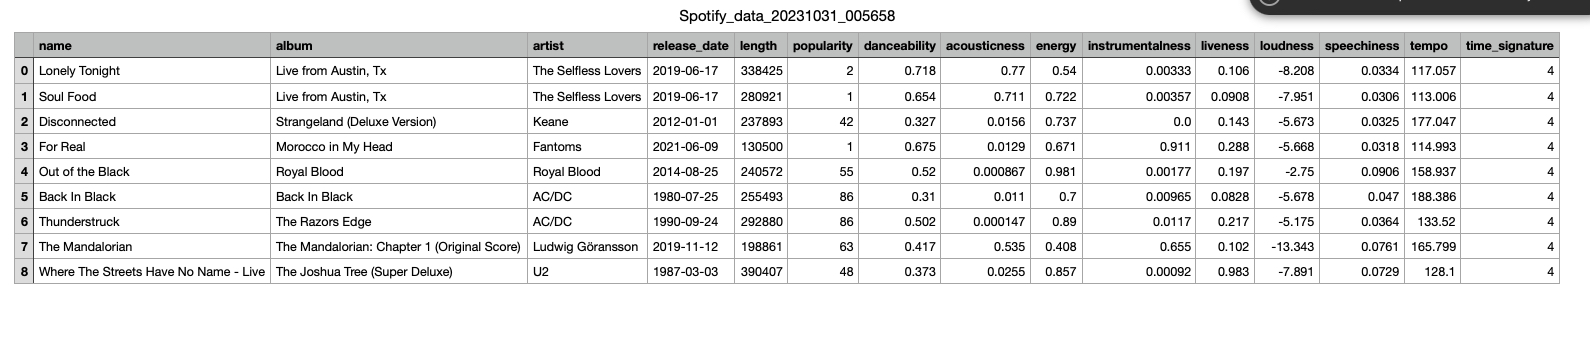 Spotify_data_20231031_005658
name album artist release_date length popularity danceability acousticness energy instrumentalness liveness loudness speechiness tempo time_signature
0 Lonely Tonight Live from Austin, Tx The Selfless Lovers 2019-06-17 338425 2 0.718 0.77 0.54 0.00333 0.106 -8.208 0.0334 117.057 4
1 Soul Food Live from Austin, Tx The Selfless Lovers 2019-06-17 280921 1 0.654 0.711 0.722 0.00357 0.0908 -7.951 0.0306 113.006 4
2 Disconnected Strangeland (Deluxe Version) Keane 2012-01-01 237893 42 0.327 0.0156 0.737 0.0 0.143 -5.673 0.0325 177.047 4
3 For Real Morocco in My Head Fantoms 2021-06-09 130500 1 0.675 0.0129 0.671 0.911 0.288 -5.668 0.0318 114.993 4
4 Out of the Black Royal Blood Royal Blood 2014-08-25 240572 55 0.52 0.000867 0.981 0.00177 0.197 -2.75 0.0906 158.937 4
5 Back In Black Back In Black AC/DC 1980-07-25 255493 86 0.31 0.011 0.7 0.00965 0.0828 -5.678 0.047 188.386 4
6 Thunderstruck The Razors Edge AC/DC 1990-09-24 292880 86 0.502 0.000147 0.89 0.0117 0.217 -5.175 0.0364 133.52 4
7 The Mandalorian The Mandalorian: Chapter 1 (Original Score) Ludwig Göransson 2019-11-12 198861 63 0.417 0.535 0.408 0.655 0.102 -13.343 0.0761 165.799 4
8 Where The Streets Have No Name - Live The Joshua Tree (Super Deluxe) U2 1987-03-03 390407 48 0.373 0.0255 0.857 0.00092 0.983 -7.891 0.0729 128.1 4